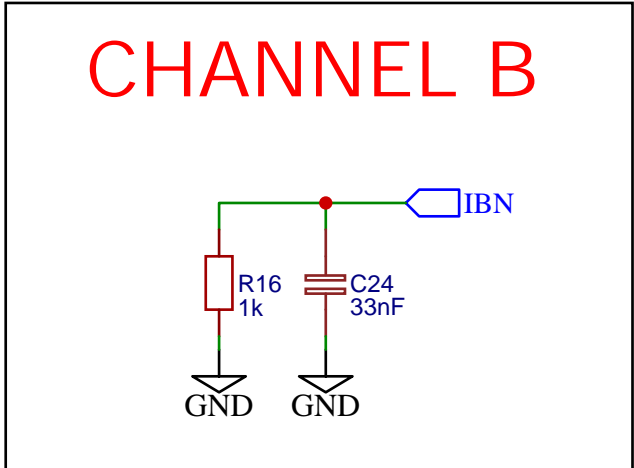 CHANNEL B
IBN
R16
1k
C24
33nF
GND
GND